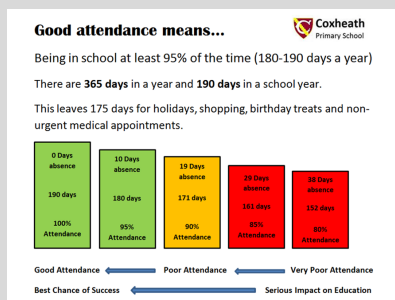 Good attendance means...
Coxheath
Primary School
Being in school at least 95% of the time (180-190 days a year)
There are 365 days in a year and 190 days in a school year.
This leaves 175 days for holidays, shopping, birthday treats and non-
urgent medical appointments.
0 Days
absence
190 days
100%
Attendance
10 Days
absence
180 days
95%
Attendance
19 Days
absence
171 days
90%
Attendance
29 Days
absence
161 days
85%
Attendance
38 Days
absence
152 days
80%
Attendance
Good Attendance Poor Attendance Very Poor Attendance
Best Chance of Success Serious Impact on Education